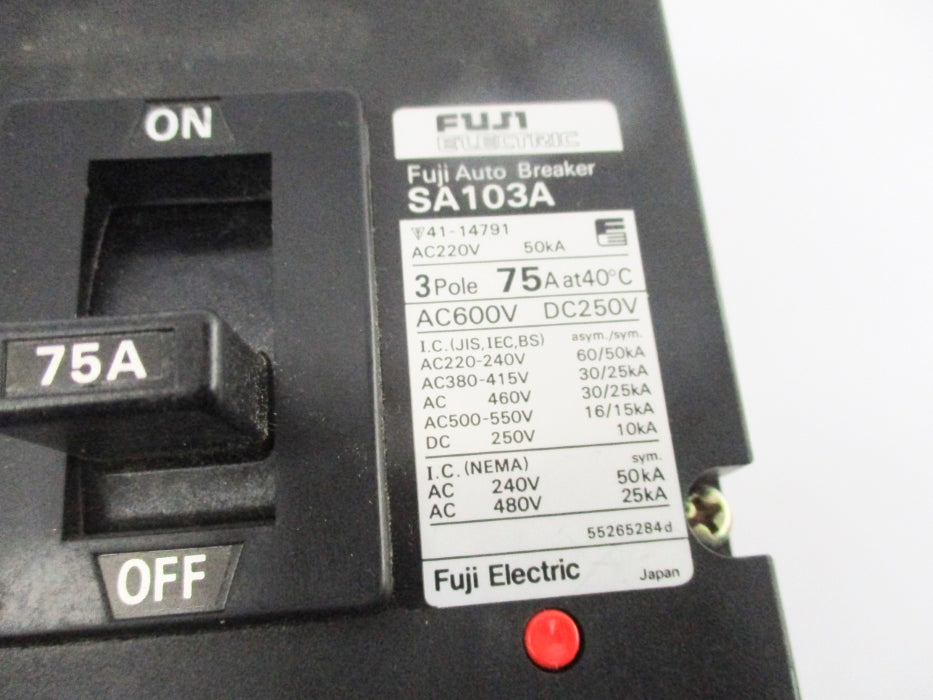 ON
75A
OFF
FUJI
ELECTRIC
Fuji Auto Breaker
SA103A
41-14791
AC220V 50kA
3Pole 75A at40°C
AC600V DC250V
I.C.(JIS,IEC,BS) asym./sym.
AC220-240V 60/50kA
AC380-415V 30/25kA
AC 460V 30/25kA
AC500-550V 16/15kA
DC 250V 10kA
I.C.(NEMA) sym.
AC 240V 50kA
AC 480V 25kA
55265284d
Fuji Electric Japan